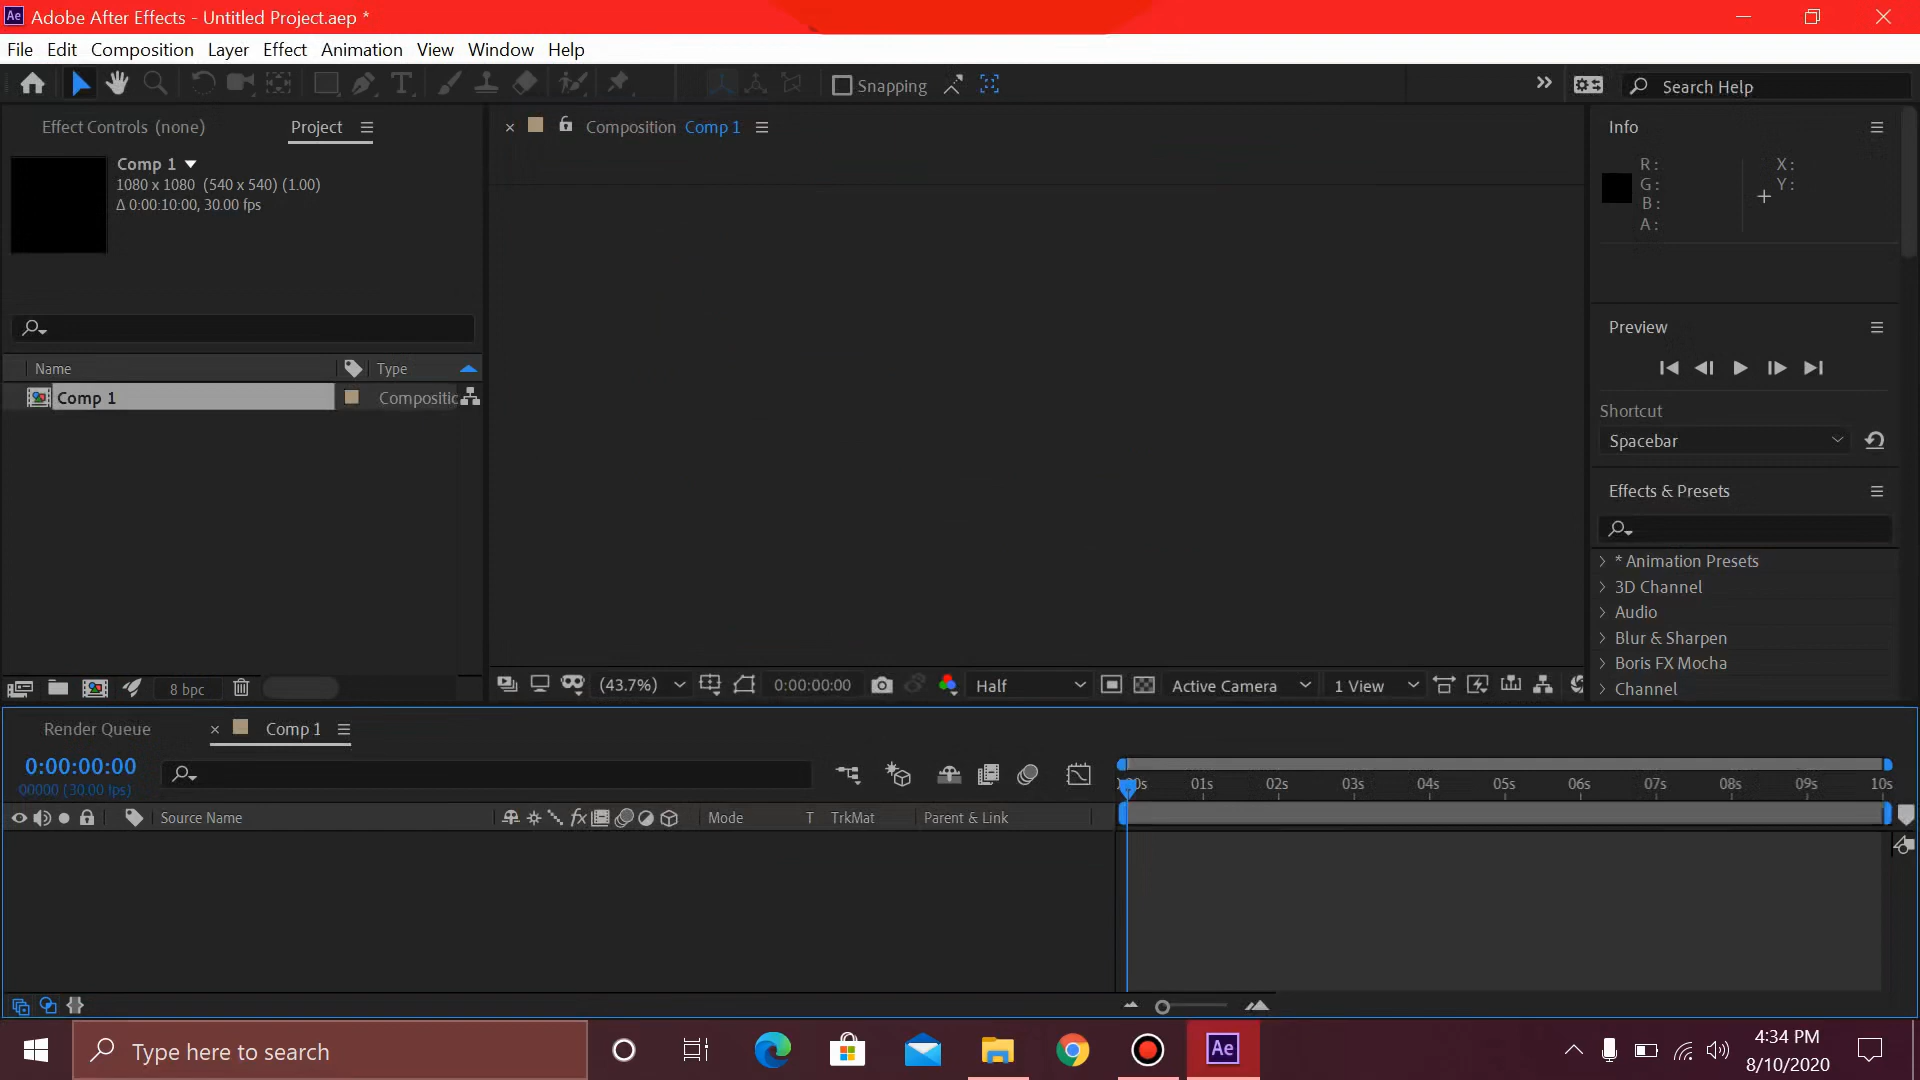 Ae Adobe After Effects - Untitled Project.aep *
File Edit Composition Layer Effect Animation View Window Help
Snapping
Search Help
Effect Controls (none)
Project
Composition Comp 1
Info
Comp 1
1080 x 1080 (540 x 540) (1.00)
Δ 0:00:10:00, 30.00 fps
R:
G:
B:
A:
X:
Y:
Preview
Shortcut
Spacebar
Name Type
Comp 1 Compositic
Effects & Presets
* Animation Presets
3D Channel
Audio
Blur & Sharpen
Boris FX Mocha
Channel
8 bpc
(43.7%) 0:00:00:00 Half Active Camera 1 View
Render Queue
Comp 1
0:00:00:00
00000 (30.00 fps)
01s 02s 03s 04s 05s 06s 07s 08s 09s 10s
Source Name fx Mode T TrkMat Parent & Link
Type here to search
Ae
4:34 PM
8/10/2020